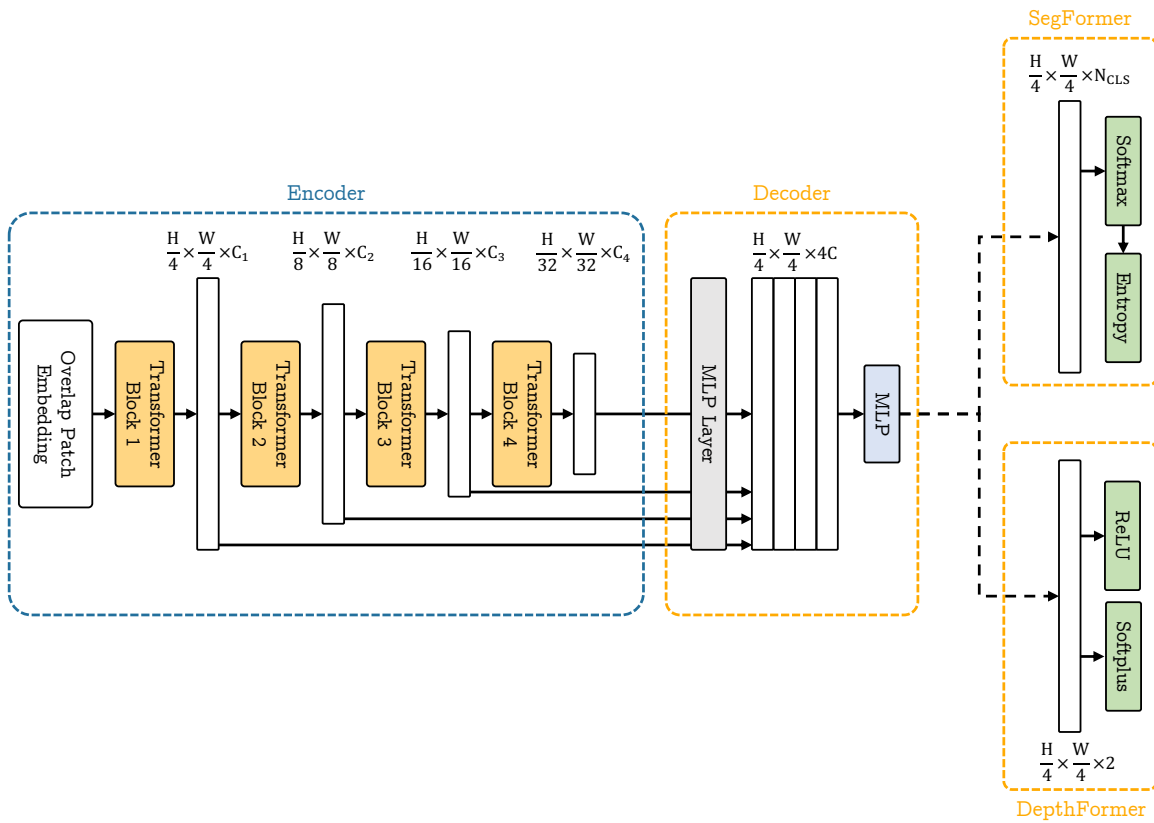 SegFormer
H/4 × W/4 × N_CLS
Softmax
Entropy
Encoder
H/4 × W/4 × C₁
H/8 × W/8 × C₂
H/16 × W/16 × C₃
H/32 × W/32 × C₄
Overlap Patch
Embedding
Transformer
Block 1
Transformer
Block 2
Transformer
Block 3
Transformer
Block 4
Decoder
H/4 × W/4 × 4C
MLP Layer
MLP
ReLU
Softplus
H/4 × W/4 × 2
DepthFormer